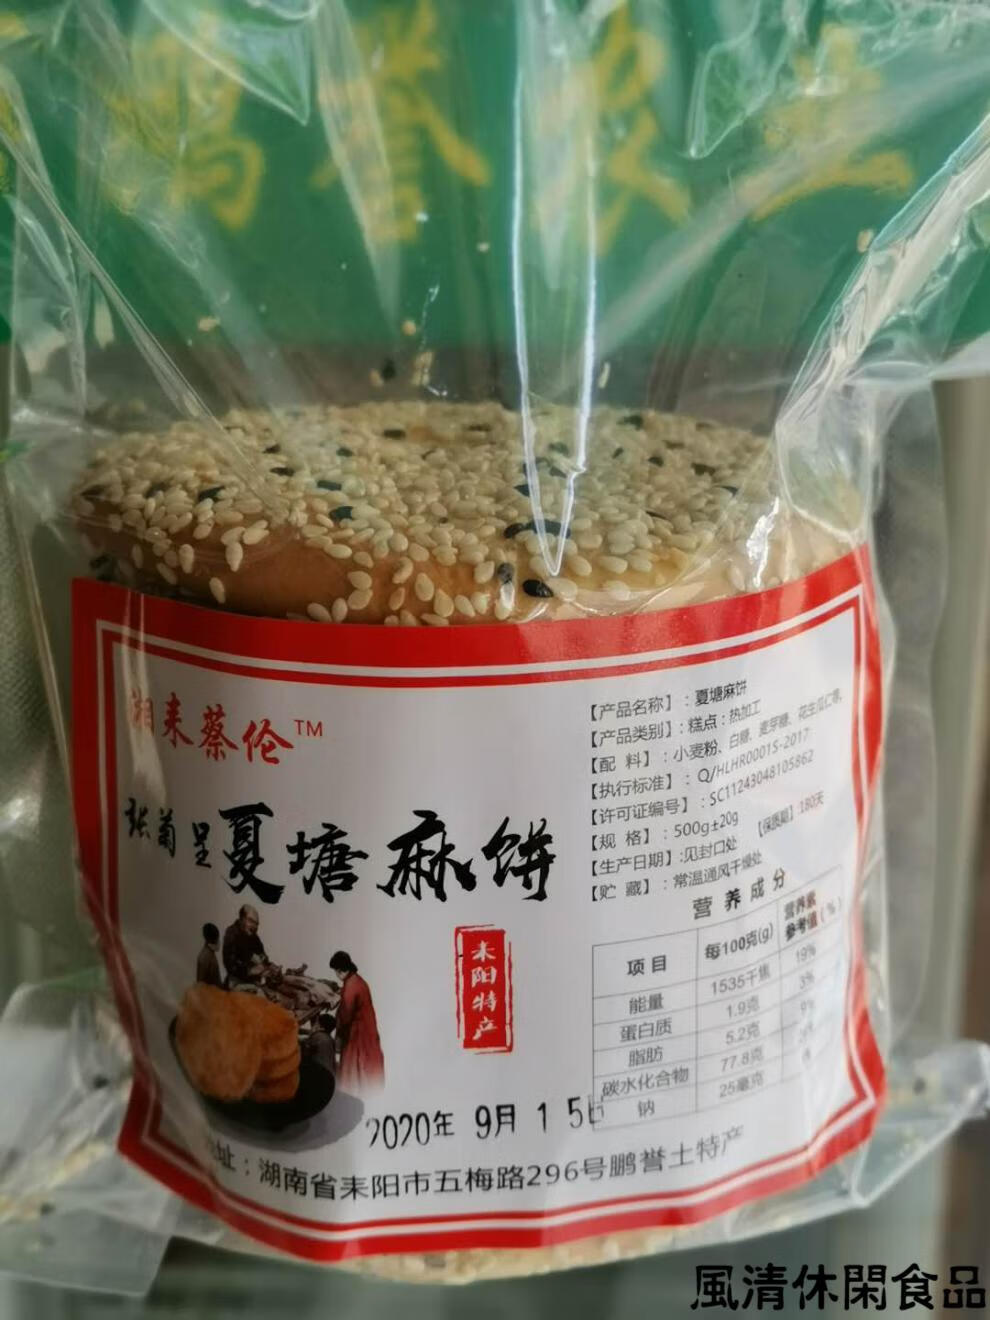 鹏誉
湘耒蔡伦™
张菊呈夏塘麻饼
耒阳特产
【产品名称】：夏塘麻饼
【产品类别】：糕点：热加工
【配 料】：小麦粉、白糖、麦芽糖、花生瓜仁等,
【执行标准】：Q/HLHR0001S-2017
【许可证编号】：SC11243048105862
【规 格】：500g±20g 【保质期】180天
【生产日期】:见封口处
【贮 藏】：常温通风干燥处
营养成分
项目 每100克(g) 营养素参考值(%)
能量 1535千焦 19%
蛋白质 1.9克 3%
脂肪 5.2克 9%
碳水化合物 77.8克
钠 25毫克
2020年 9月 15日
址：湖南省耒阳市五梅路296号鹏誉土特产
風清休閑食品